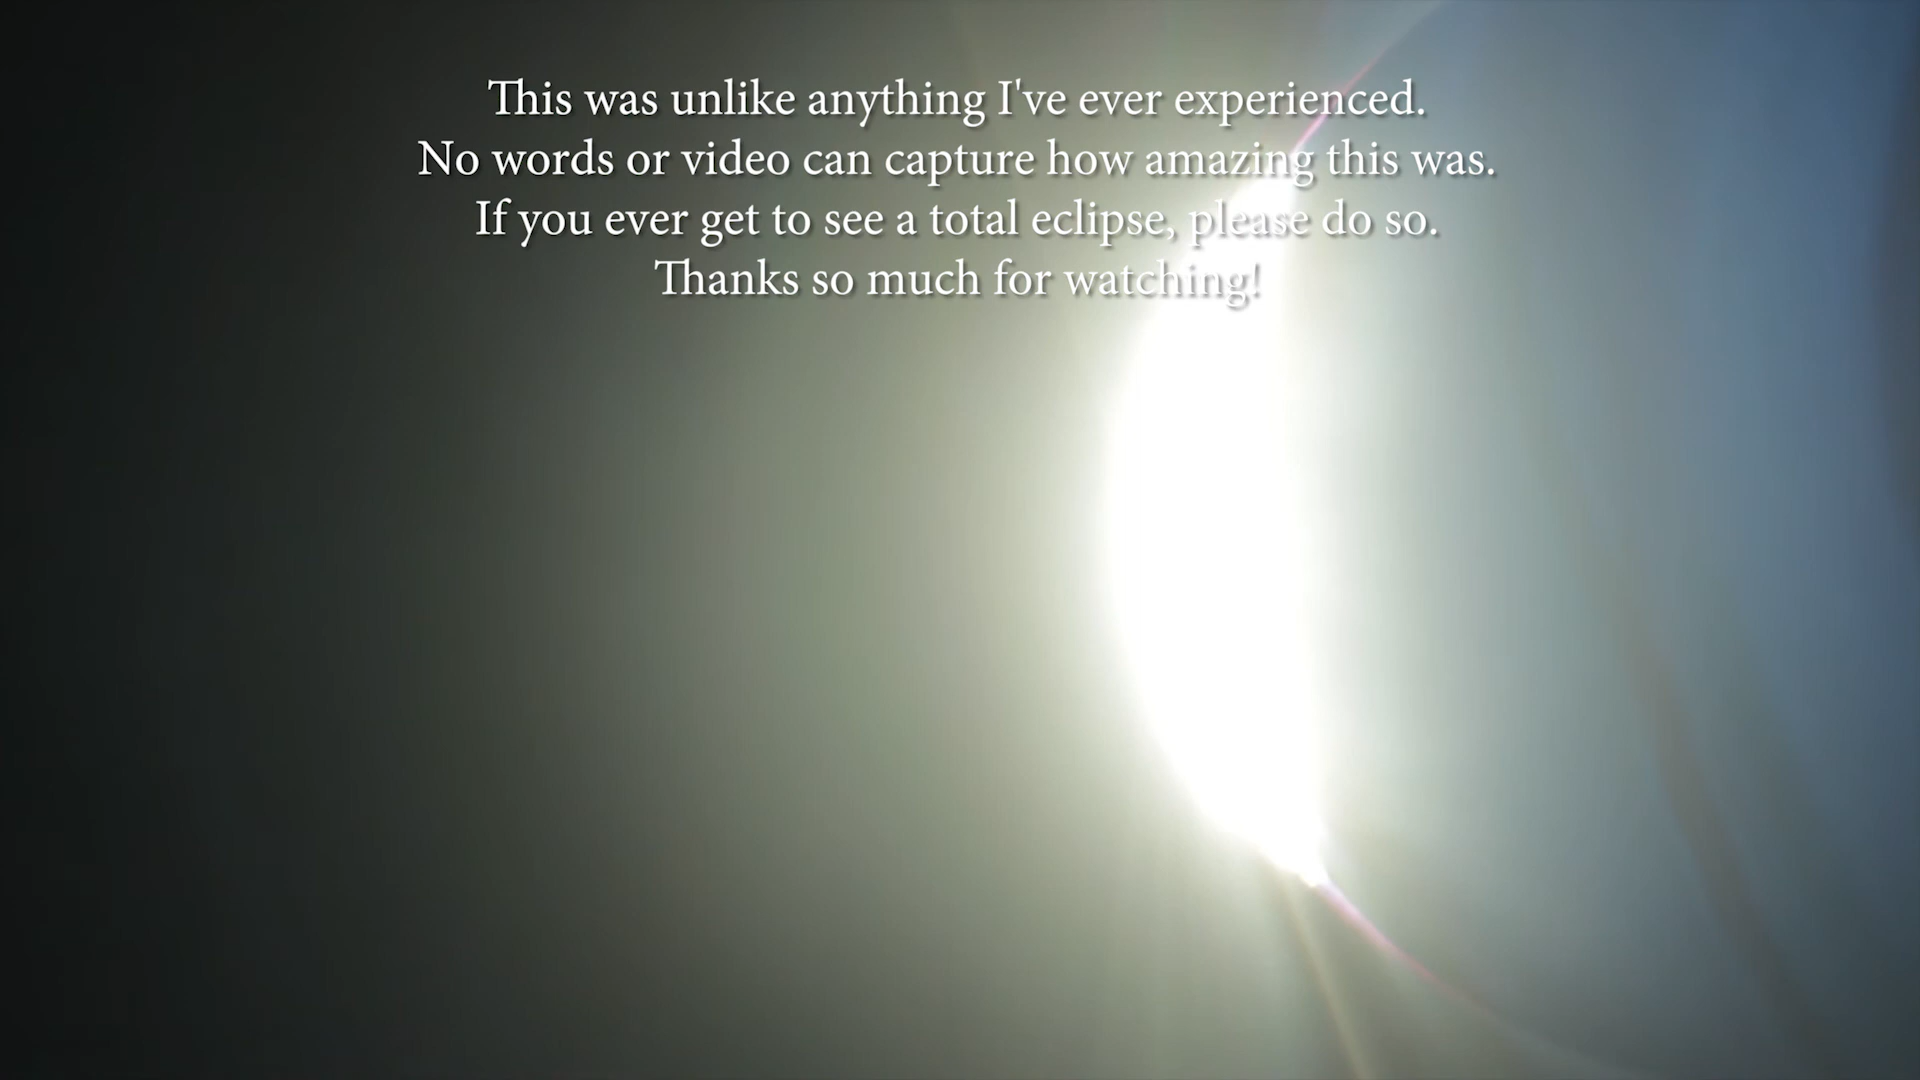 This was unlike anything I've ever experienced.
No words or video can capture how amazing this was.
If you ever get to see a total eclipse, please do so.
Thanks so much for watching!